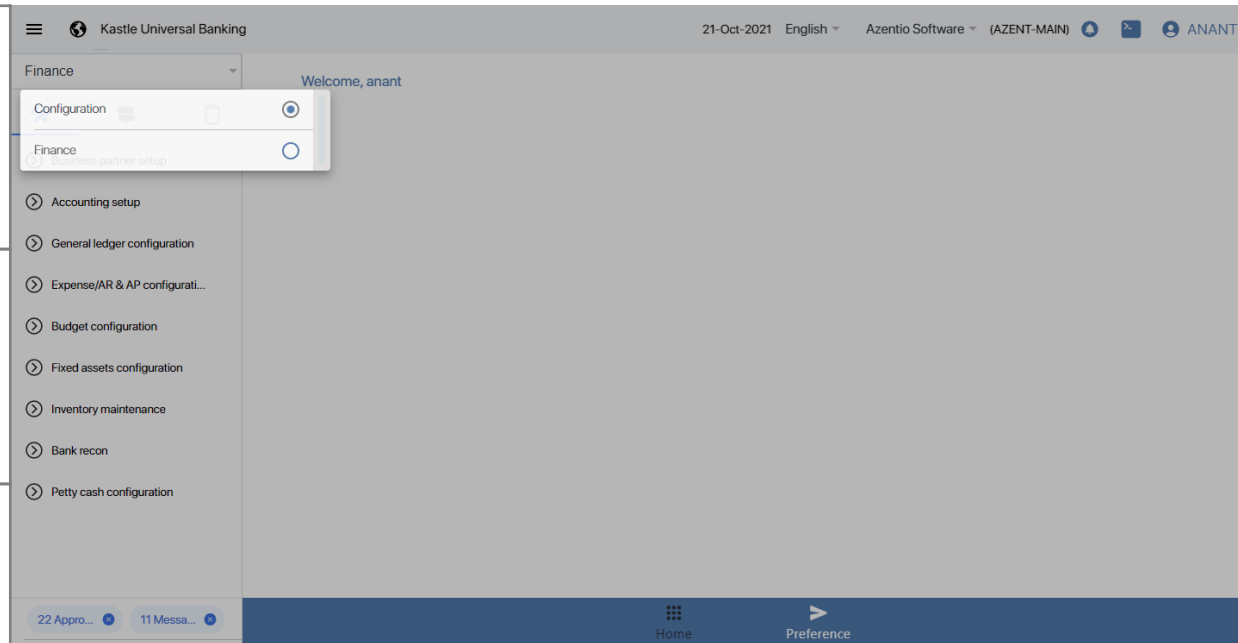 Kastle Universal Banking
21-Oct-2021 English Azentio Software (AZENT-MAIN) ANANT
Finance
Welcome, anant
Configuration
Finance
Business partner setup
Accounting setup
General ledger configuration
Expense/AR & AP configurati...
Budget configuration
Fixed assets configuration
Inventory maintenance
Bank recon
Petty cash configuration
22 Appro... 11 Messa...
Home
Preference